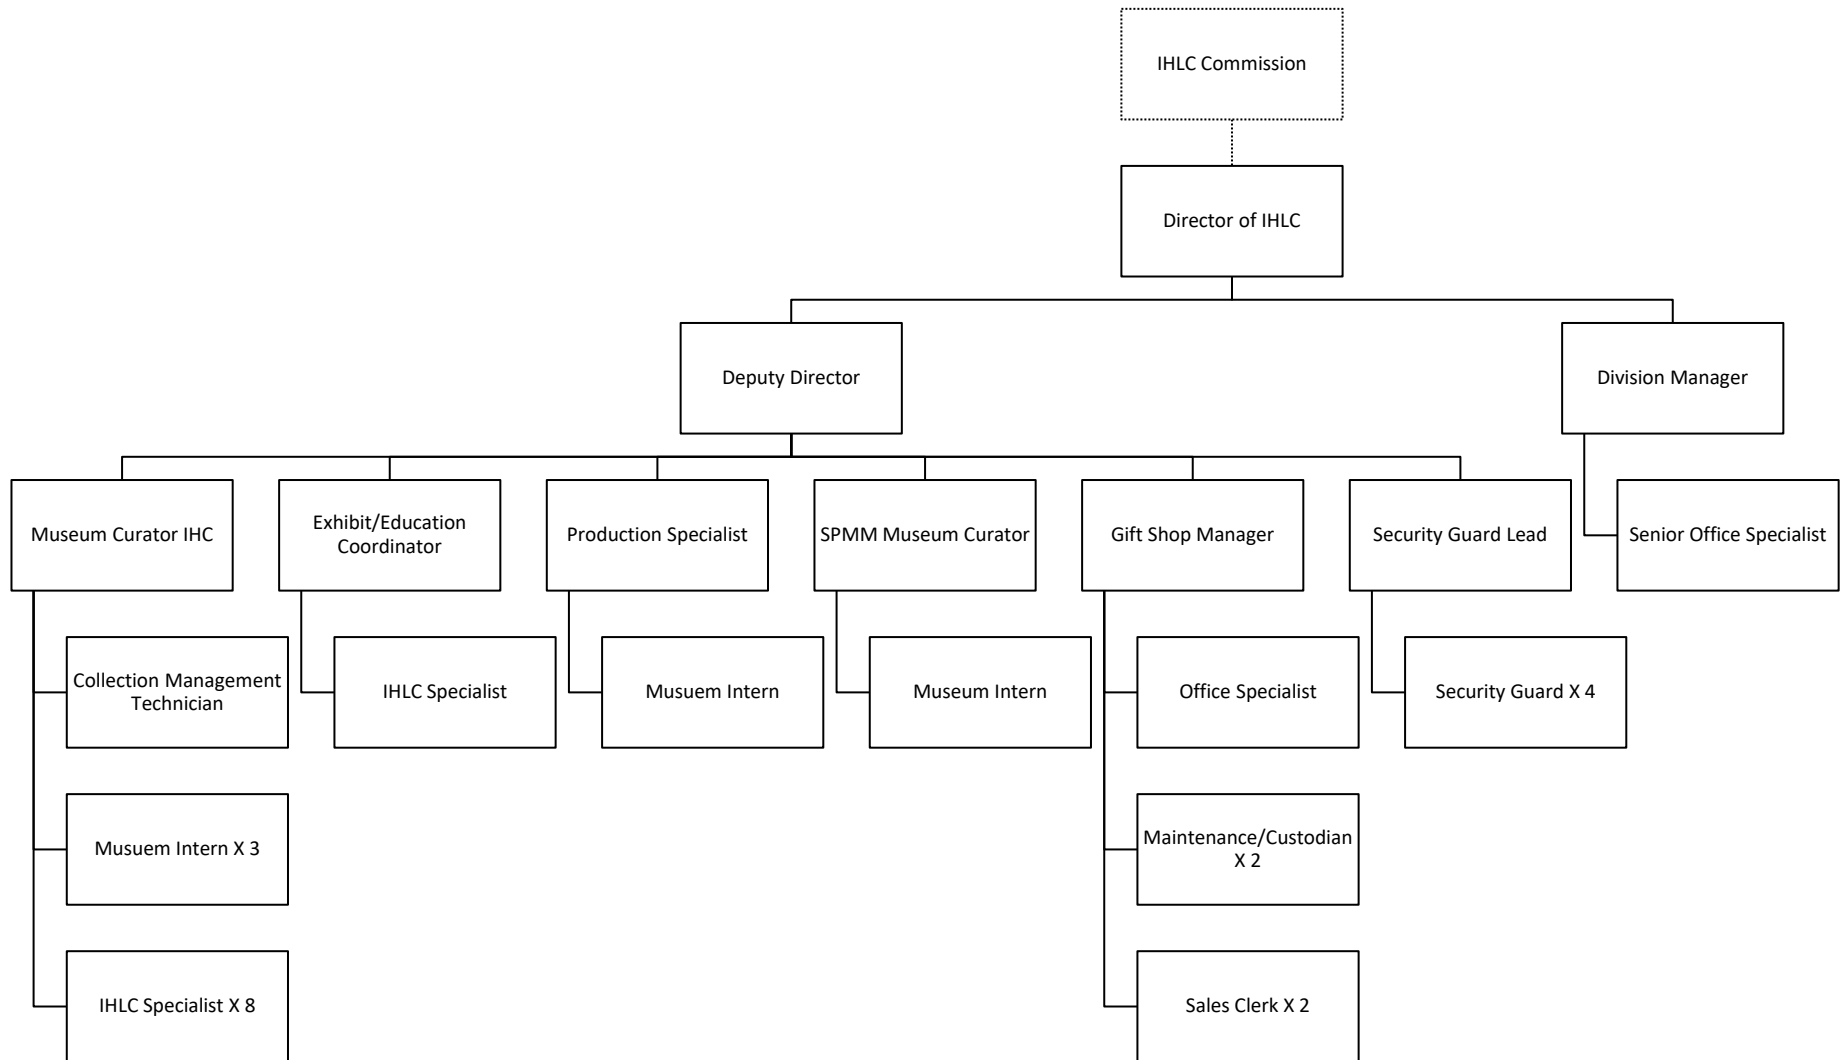 IHLC Commission
Director of IHLC
Deputy Director
Division Manager
Museum Curator IHC
Exhibit/Education
Coordinator
Production Specialist
SPMM Museum Curator
Gift Shop Manager
Security Guard Lead
Senior Office Specialist
Collection Management
Technician
IHLC Specialist
Musuem Intern
Museum Intern
Office Specialist
Security Guard X 4
Musuem Intern X 3
Maintenance/Custodian
X 2
IHLC Specialist X 8
Sales Clerk X 2